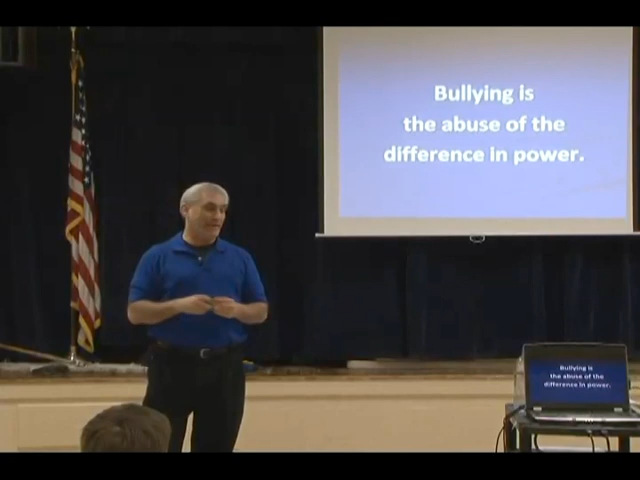 Bullying is
the abuse of the
difference in power.
Bullying is
the abuse of the
difference in power.